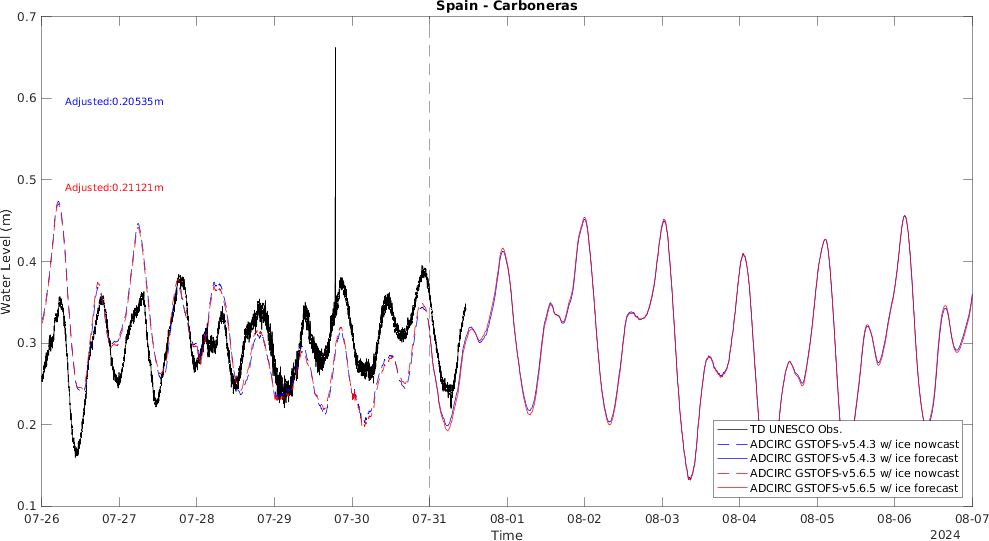 Spain - Carboneras
0.7
0.6
0.5
0.4
0.3
0.2
0.1
Water Level (m)
Adjusted:0.20535m
Adjusted:0.21121m
TD UNESCO Obs.
ADCIRC GSTOFS-v5.4.3 w/ ice nowcast
ADCIRC GSTOFS-v5.4.3 w/ ice forecast
ADCIRC GSTOFS-v5.6.5 w/ ice nowcast
ADCIRC GSTOFS-v5.6.5 w/ ice forecast
07-26 07-27 07-28 07-29 07-30 07-31 08-01 08-02 08-03 08-04 08-05 08-06 08-07
Time
2024